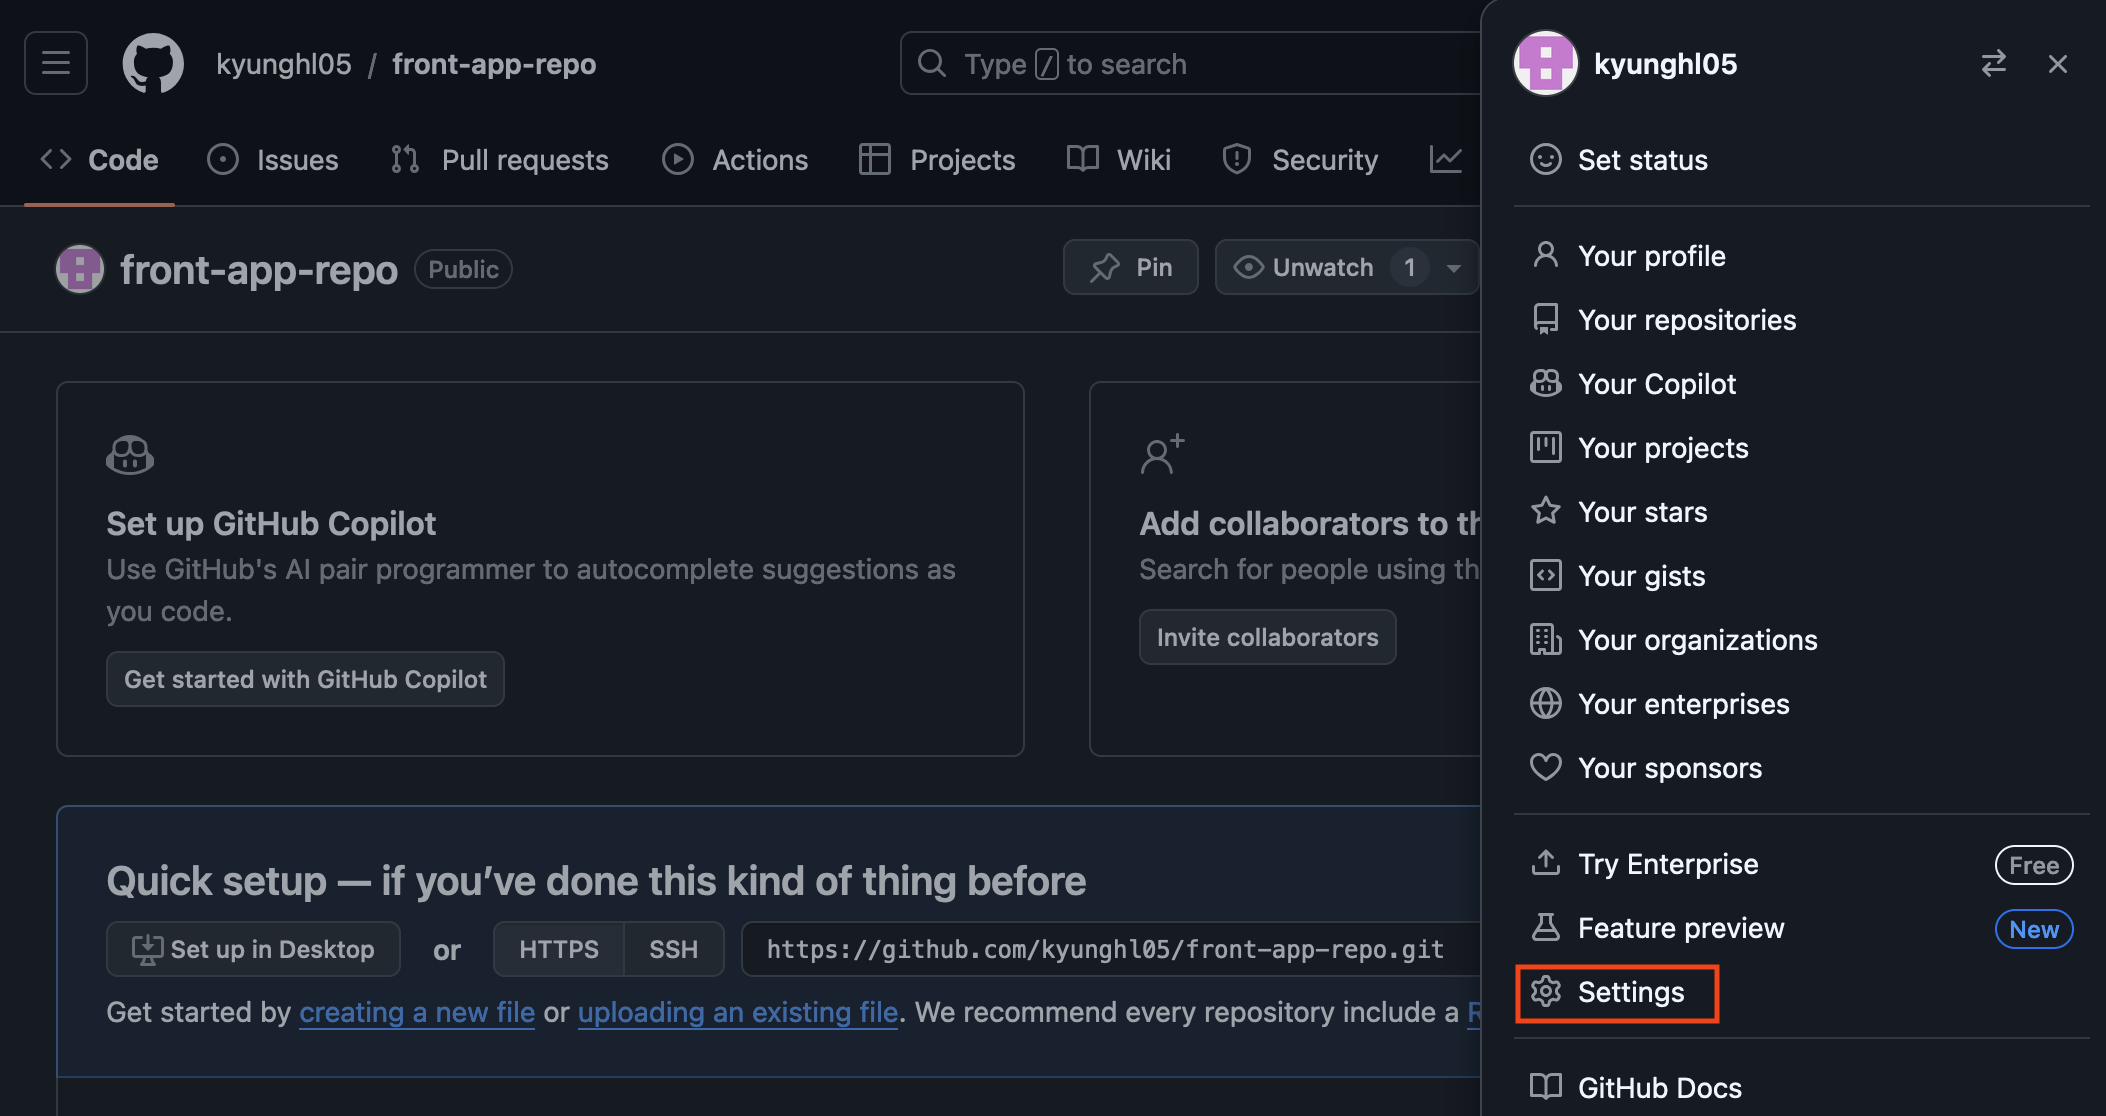 kyunghl05 / front-app-repo
Type / to search
Code Issues Pull requests Actions Projects Wiki Security
front-app-repo Public
Pin Unwatch 1
Set up GitHub Copilot
Use GitHub's AI pair programmer to autocomplete suggestions as
you code.
Get started with GitHub Copilot
Add collaborators to th
Search for people using th
Invite collaborators
Quick setup — if you’ve done this kind of thing before
Set up in Desktop or HTTPS SSH https://github.com/kyunghl05/front-app-repo.git
Get started by creating a new file or uploading an existing file. We recommend every repository include a R
kyunghl05
Set status
Your profile
Your repositories
Your Copilot
Your projects
Your stars
Your gists
Your organizations
Your enterprises
Your sponsors
Try Enterprise Free
Feature preview New
Settings
GitHub Docs